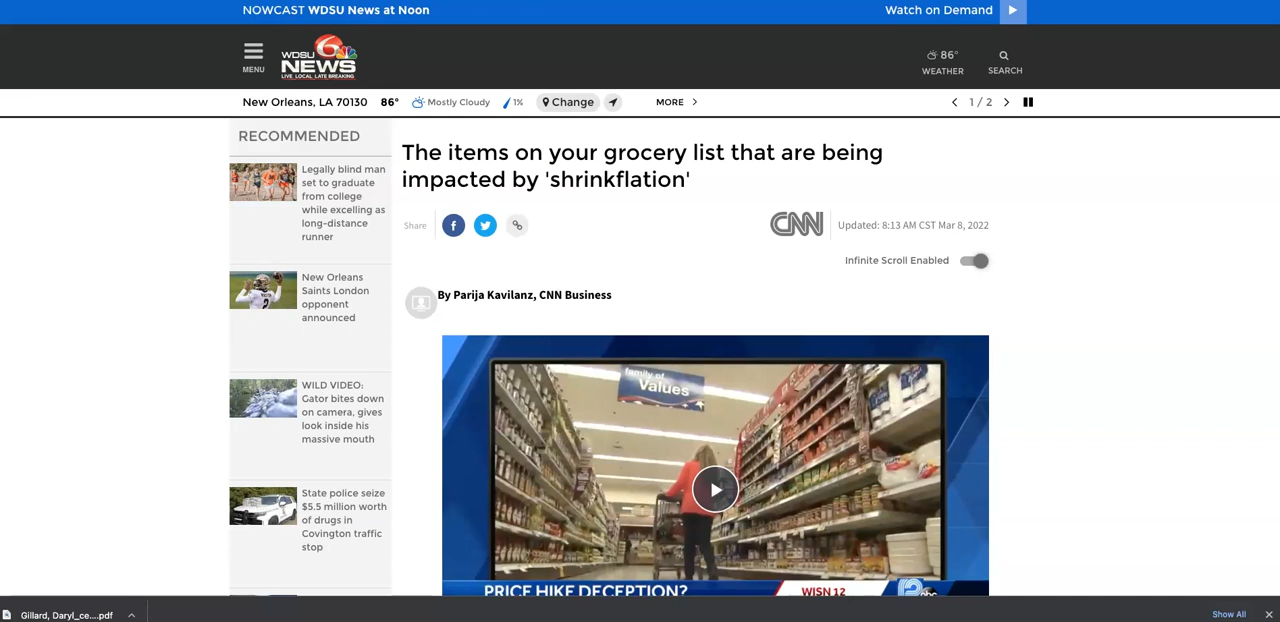 NOWCAST WDSU News at Noon
Watch on Demand
MENU
WDSU 6
NEWS
LIVE. LOCAL. LATE BREAKING.
86°
WEATHER
SEARCH
New Orleans, LA 70130 86° Mostly Cloudy 1% Change MORE 1 / 2
RECOMMENDED
Legally blind man
set to graduate
from college
while excelling as
long-distance
runner
New Orleans
Saints London
opponent
announced
WILD VIDEO:
Gator bites down
on camera, gives
look inside his
massive mouth
State police seize
$5.5 million worth
of drugs in
Covington traffic
stop
The items on your grocery list that are being
impacted by 'shrinkflation'
Share
CNN Updated: 8:13 AM CST Mar 8, 2022
Infinite Scroll Enabled
By Parija Kavilanz, CNN Business
family of
Values
PRICE HIKE DECEPTION?
WISN 12
12 abc
Gillard, Daryl_ce....pdf
Show All